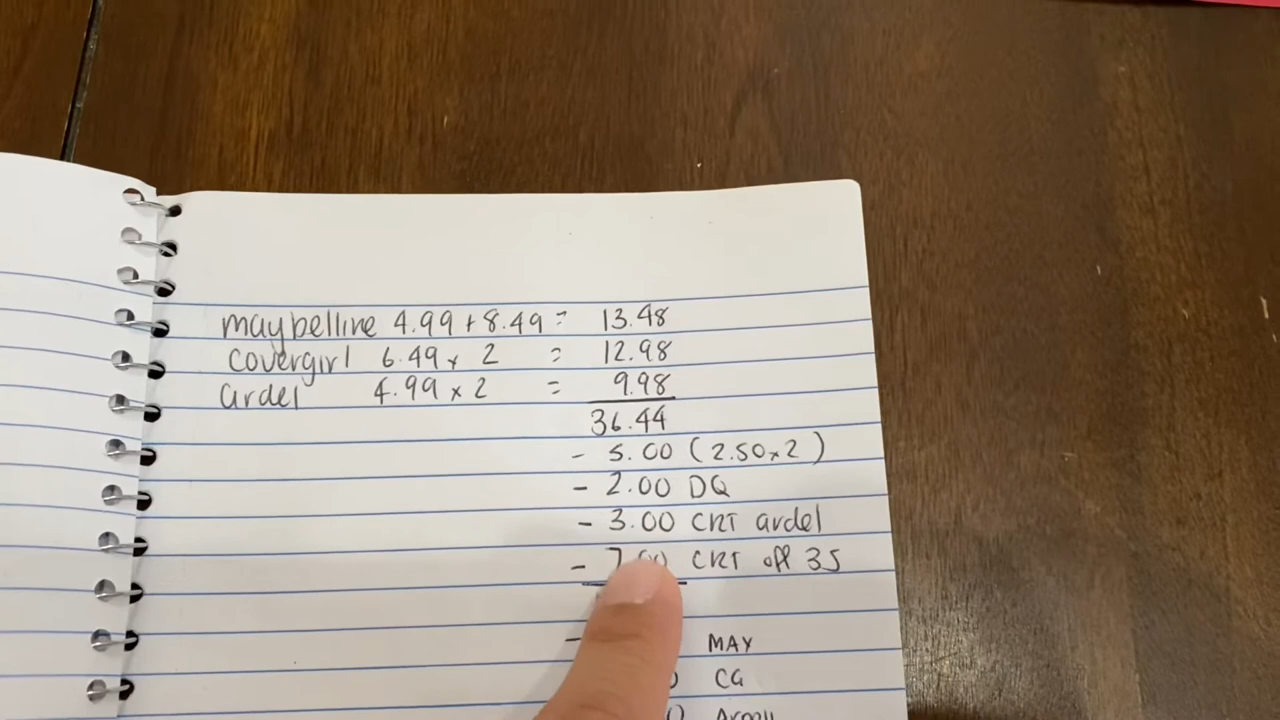 maybelline 4.99 + 8.49 = 13.48
covergirl 6.49 x 2 = 12.98
ardel 4.99 x 2 = 9.98
36.44
- 5.00 (2.50 x 2)
- 2.00 DQ
- 3.00 CRT ardel
- 7.00 CRT off 35
MAY
CG